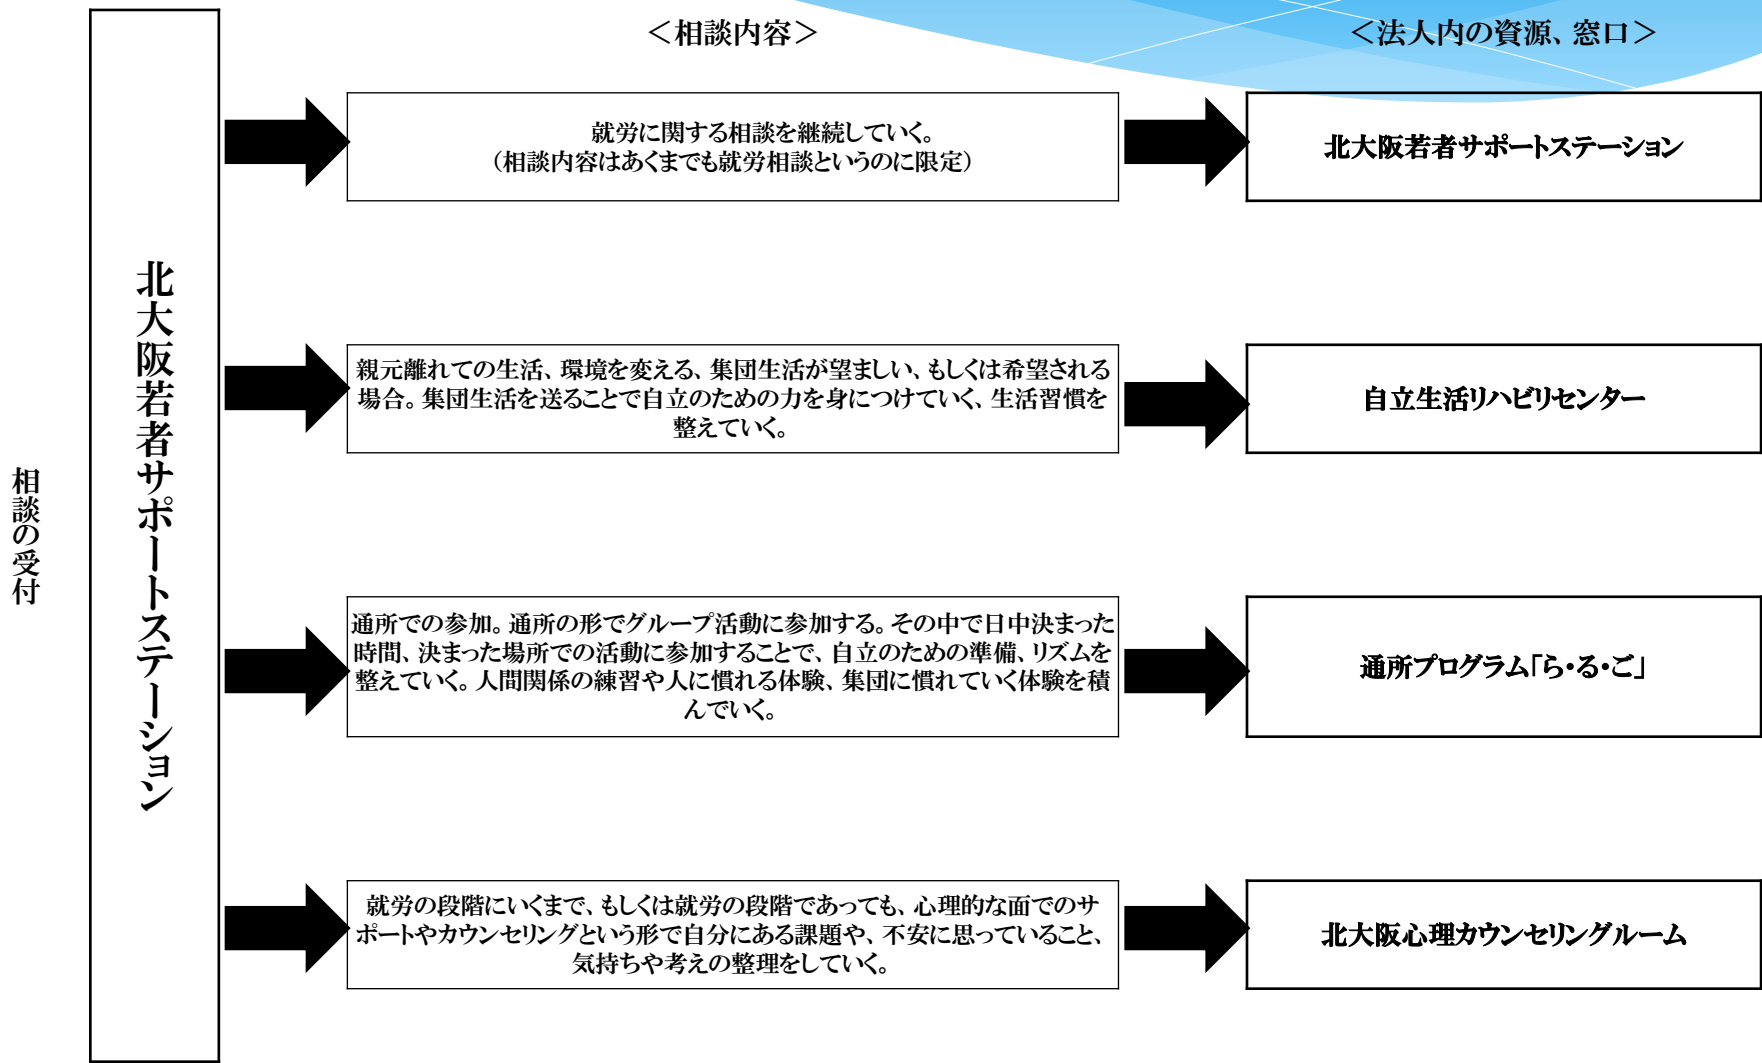 ＜相談内容＞
＜法人内の資源、窓口＞
相談の受付
北大阪若者サポートステーション
就労に関する相談を継続していく。
（相談内容はあくまでも就労相談というのに限定）
北大阪若者サポートステーション
親元離れての生活、環境を変える、集団生活が望ましい、もしくは希望される
場合。集団生活を送ることで自立のための力を身につけていく、生活習慣を
整えていく。
自立生活リハビリセンター
通所での参加。通所の形でグループ活動に参加する。その中で日中決まった
時間、決まった場所での活動に参加することで、自立のための準備、リズムを
整えていく。人間関係の練習や人に慣れる体験、集団に慣れていく体験を積
んでいく。
通所プログラム「ら・る・ご」
就労の段階にいくまで、もしくは就労の段階であっても、心理的な面でのサ
ポートやカウンセリングという形で自分にある課題や、不安に思っていること、
気持ちや考えの整理をしていく。
北大阪心理カウンセリングルーム